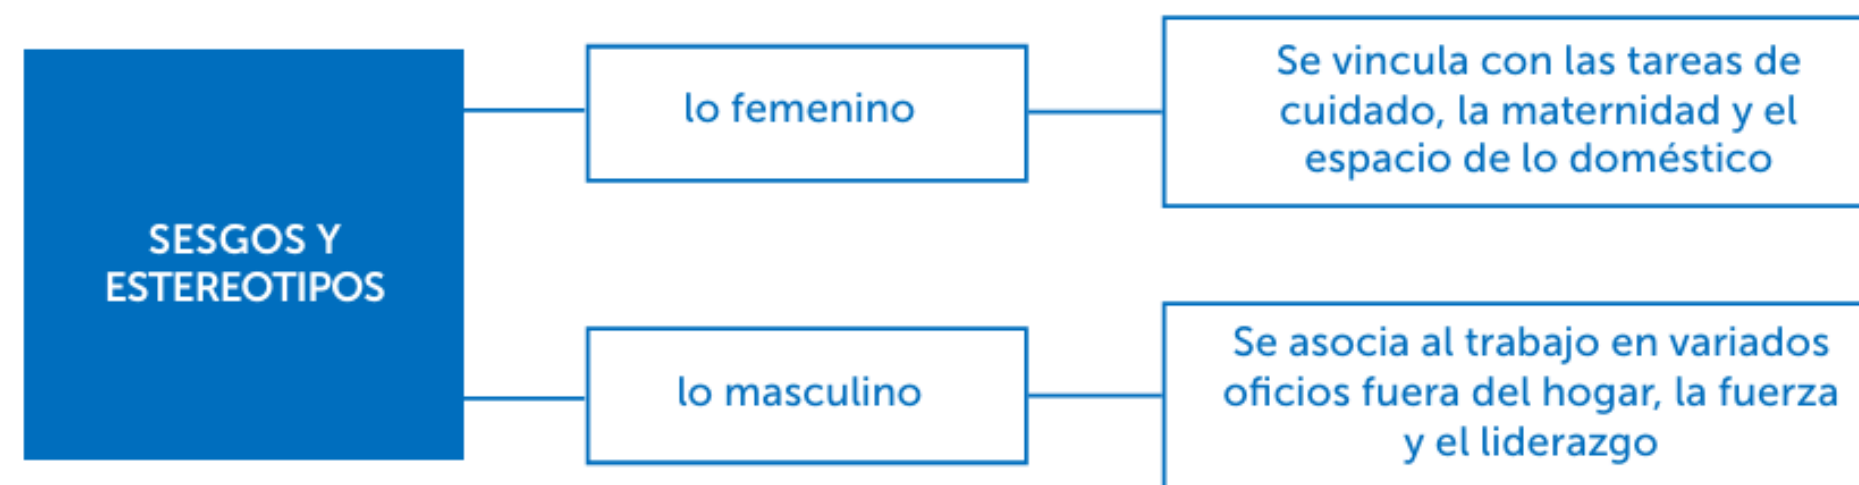 SESGOS Y
ESTEREOTIPOS
lo femenino
Se vincula con las tareas de
cuidado, la maternidad y el
espacio de lo doméstico
lo masculino
Se asocia al trabajo en variados
oficios fuera del hogar, la fuerza
y el liderazgo